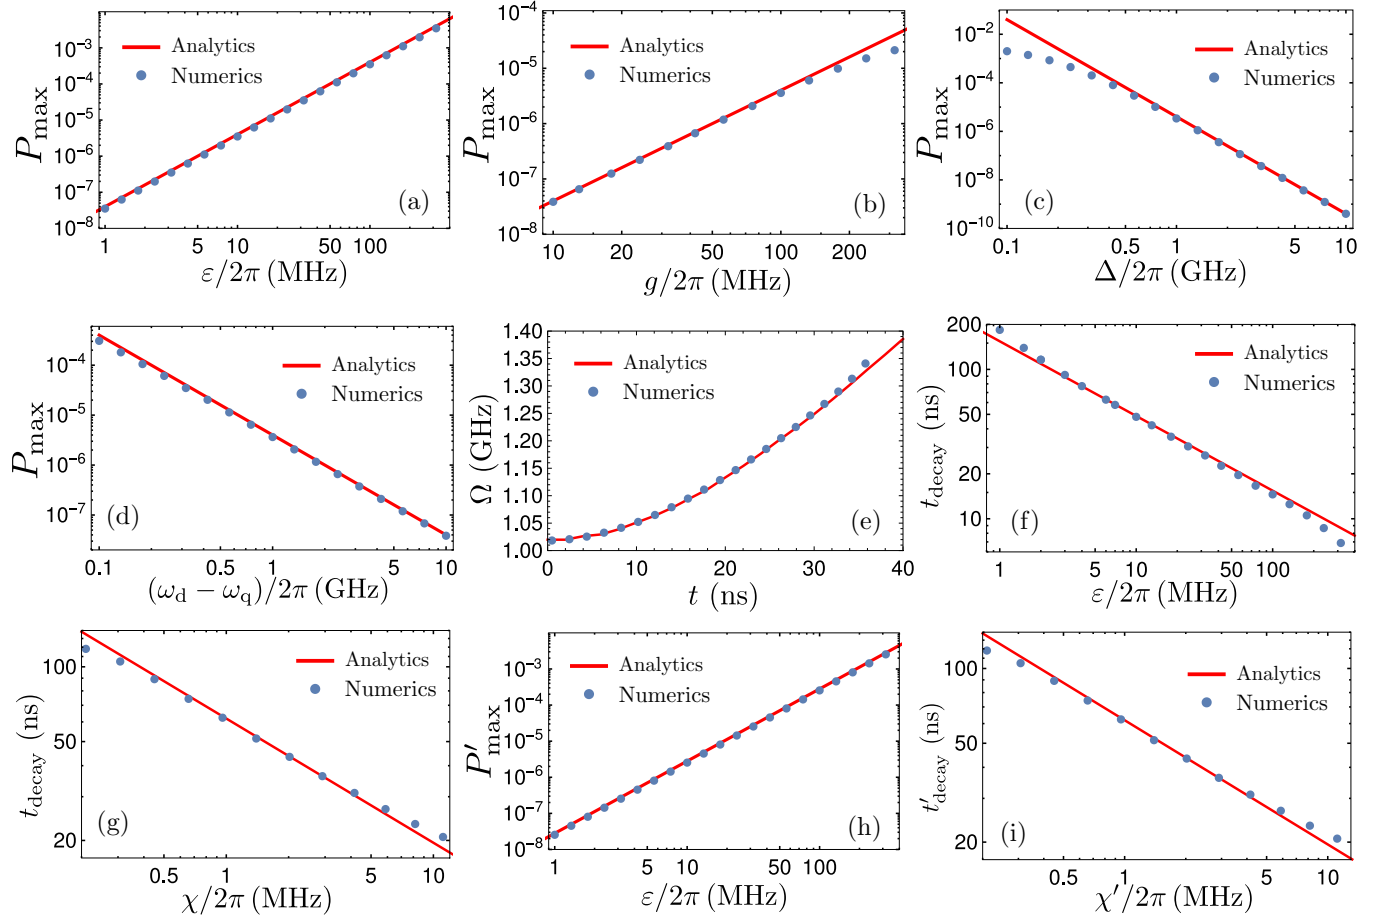 10⁻³
10⁻⁴
10⁻⁵
10⁻⁶
10⁻⁷
10⁻⁸
P_max
Analytics
Numerics
(a)
1 5 10 50 100
ε/2π (MHz)
10⁻⁴
10⁻⁵
10⁻⁶
10⁻⁷
10⁻⁸
P_max
Analytics
Numerics
(b)
10 20 50 100 200
g/2π (MHz)
10⁻²
10⁻⁴
10⁻⁶
10⁻⁸
10⁻¹⁰
P_max
Analytics
Numerics
(c)
0.1 0.5 1 5 10
Δ/2π (GHz)
10⁻⁴
10⁻⁵
10⁻⁶
10⁻⁷
P_max
Analytics
Numerics
(d)
0.1 0.5 1 5 10
(ω_d − ω_q)/2π (GHz)
1.40
1.35
1.30
1.25
1.20
1.15
1.10
1.05
1.00
Ω (GHz)
Analytics
Numerics
(e)
0 10 20 30 40
t (ns)
200
100
50
20
10
t_decay (ns)
Analytics
Numerics
(f)
1 5 10 50 100
ε/2π (MHz)
100
50
20
t_decay (ns)
Analytics
Numerics
(g)
0.5 1 5 10
χ/2π (MHz)
10⁻³
10⁻⁴
10⁻⁵
10⁻⁶
10⁻⁷
10⁻⁸
P′_max
Analytics
Numerics
(h)
1 5 10 50 100
ε/2π (MHz)
100
50
20
t′_decay (ns)
Analytics
Numerics
(i)
0.5 1 5 10
χ′/2π (MHz)